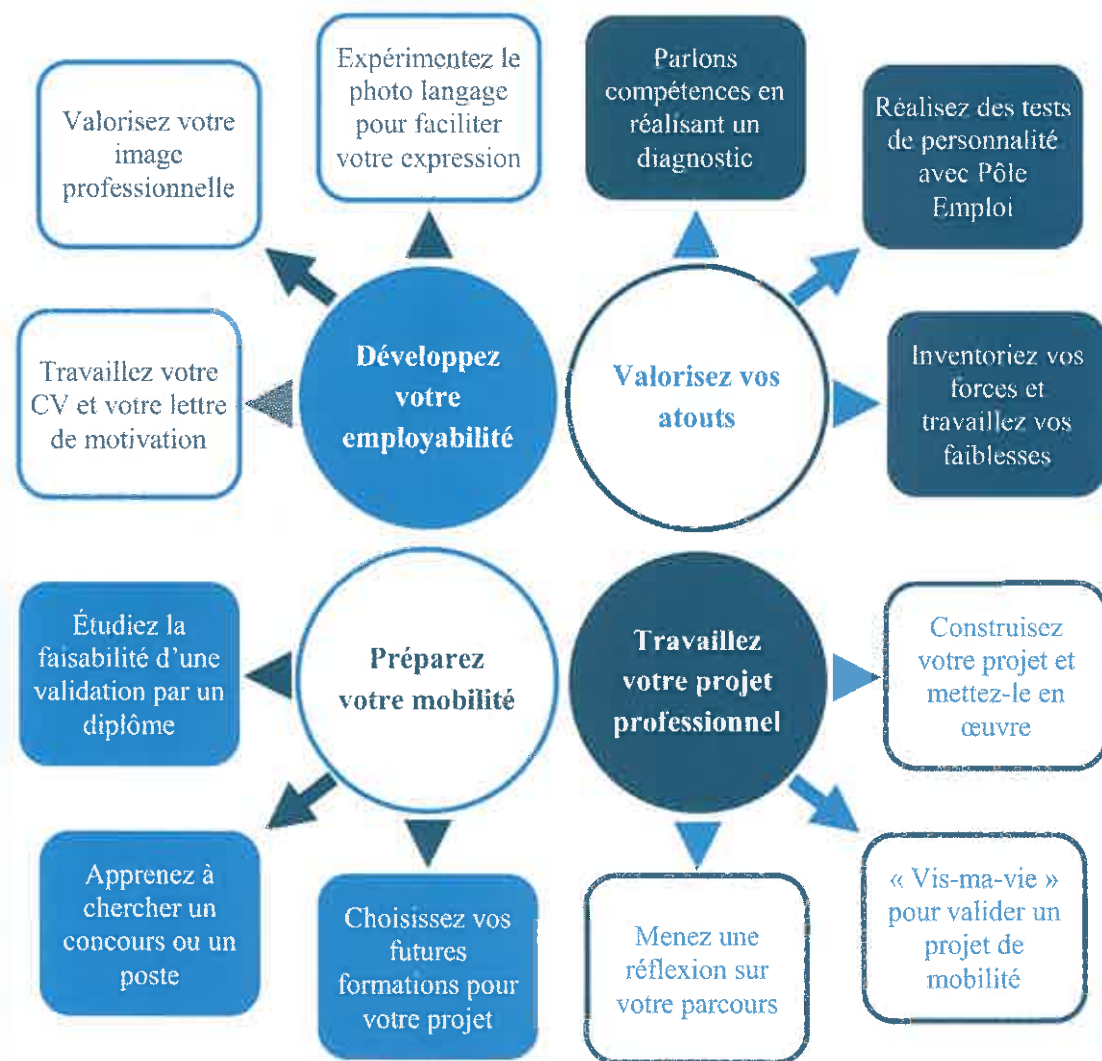 Valorisez votre
image
professionnelle
Expérimentez le
photo langage
pour faciliter
votre expression
Parlons
compétences en
réalisant un
diagnostic
Réalisez des tests
de personnalité
avec Pôle
Emploi
Travaillez votre
CV et votre lettre
de motivation
Développez
votre
employabilité
Valorisez vos
atouts
Inventoriez vos
forces et
travaillez vos
faiblesses
Étudiez la
faisabilité d'une
validation par un
diplôme
Préparez
votre mobilité
Travaillez
votre projet
professionnel
Construisez
votre projet et
mettez-le en
œuvre
Apprenez à
chercher un
concours ou un
poste
Choisissez vos
futures
formations pour
votre projet
Menez une
réflexion sur
votre parcours
« Vis-ma-vie »
pour valider un
projet de
mobilité